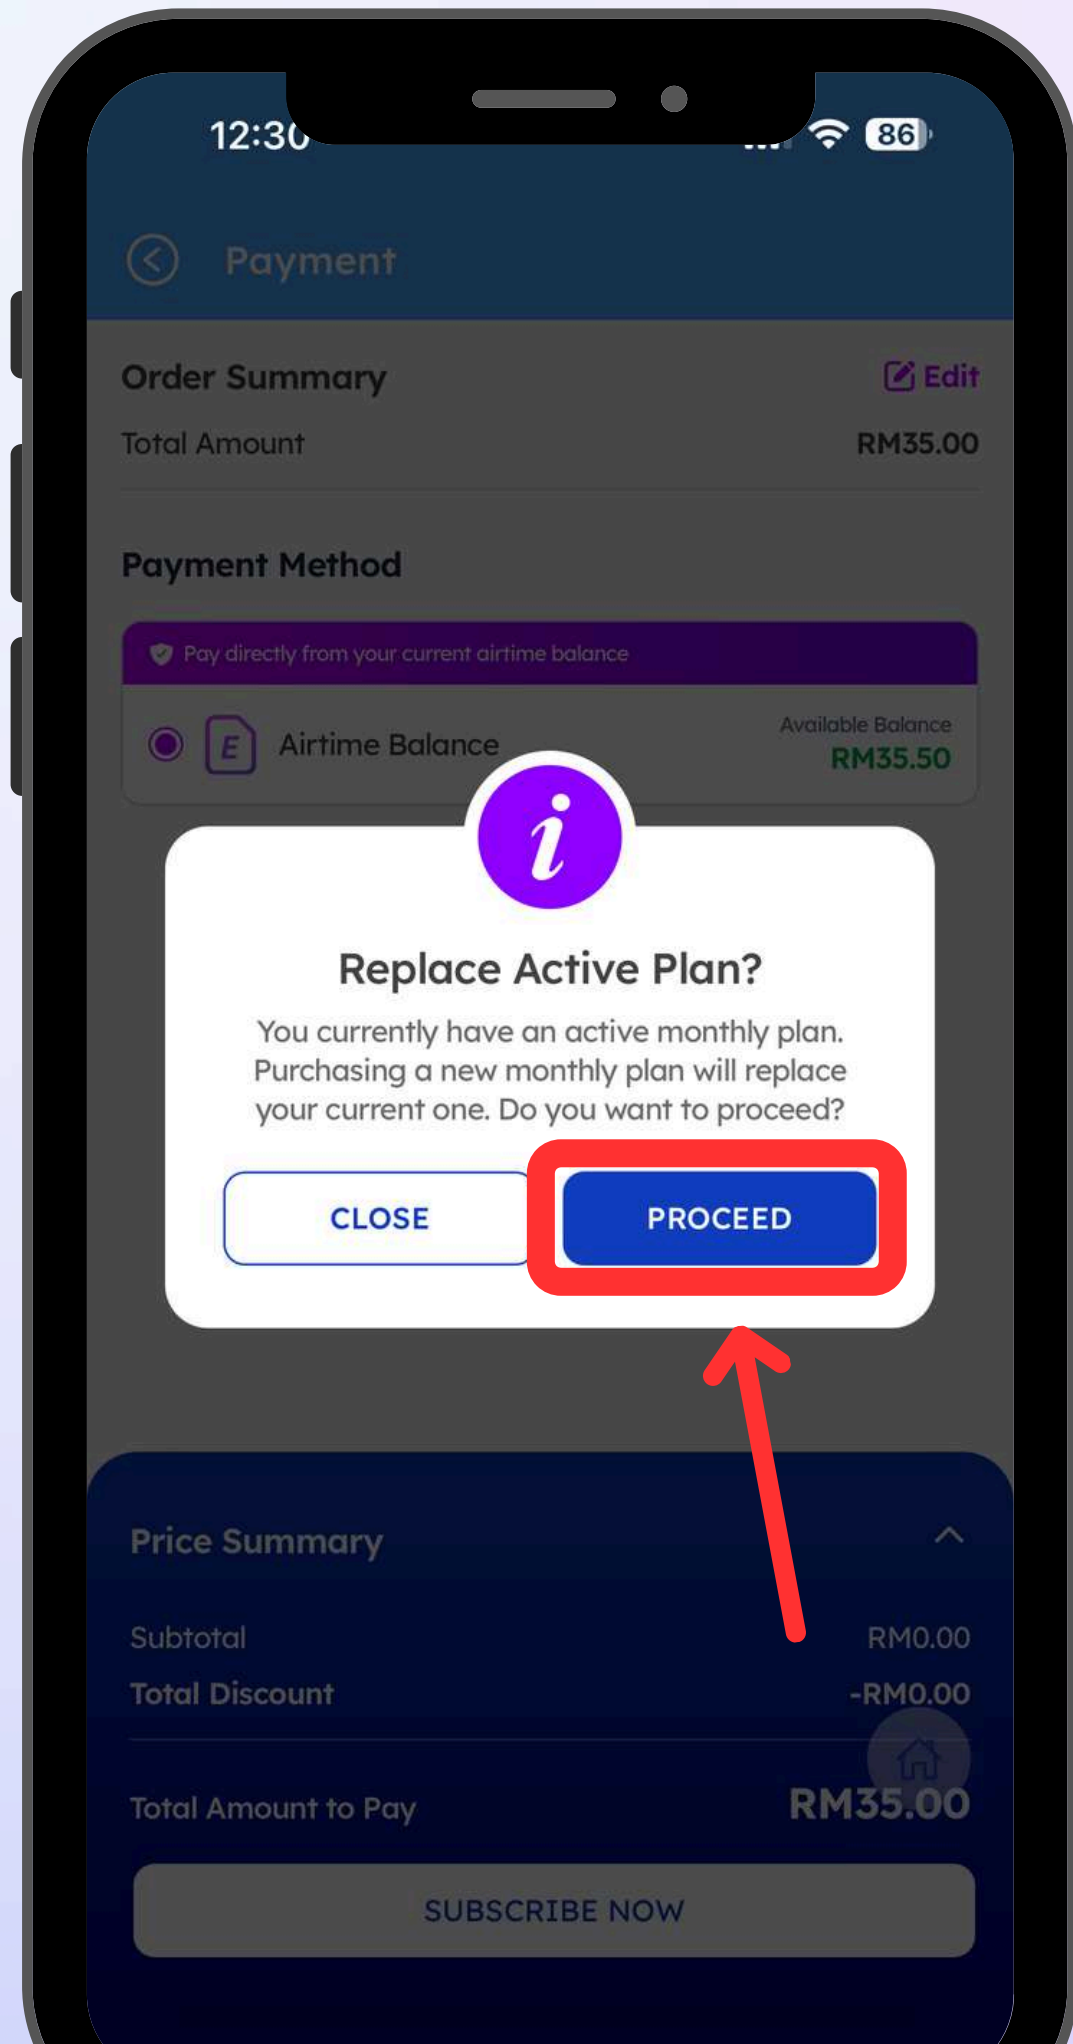 12:30
86
Payment
Order Summary
Edit
Total Amount
RM35.00
Payment Method
Pay directly from your current airtime balance
E
Airtime Balance
Available Balance
RM35.50
i
Replace Active Plan?
You currently have an active monthly plan.
Purchasing a new monthly plan will replace
your current one. Do you want to proceed?
CLOSE
PROCEED
Price Summary
Subtotal
RM0.00
Total Discount
-RM0.00
Total Amount to Pay
RM35.00
SUBSCRIBE NOW